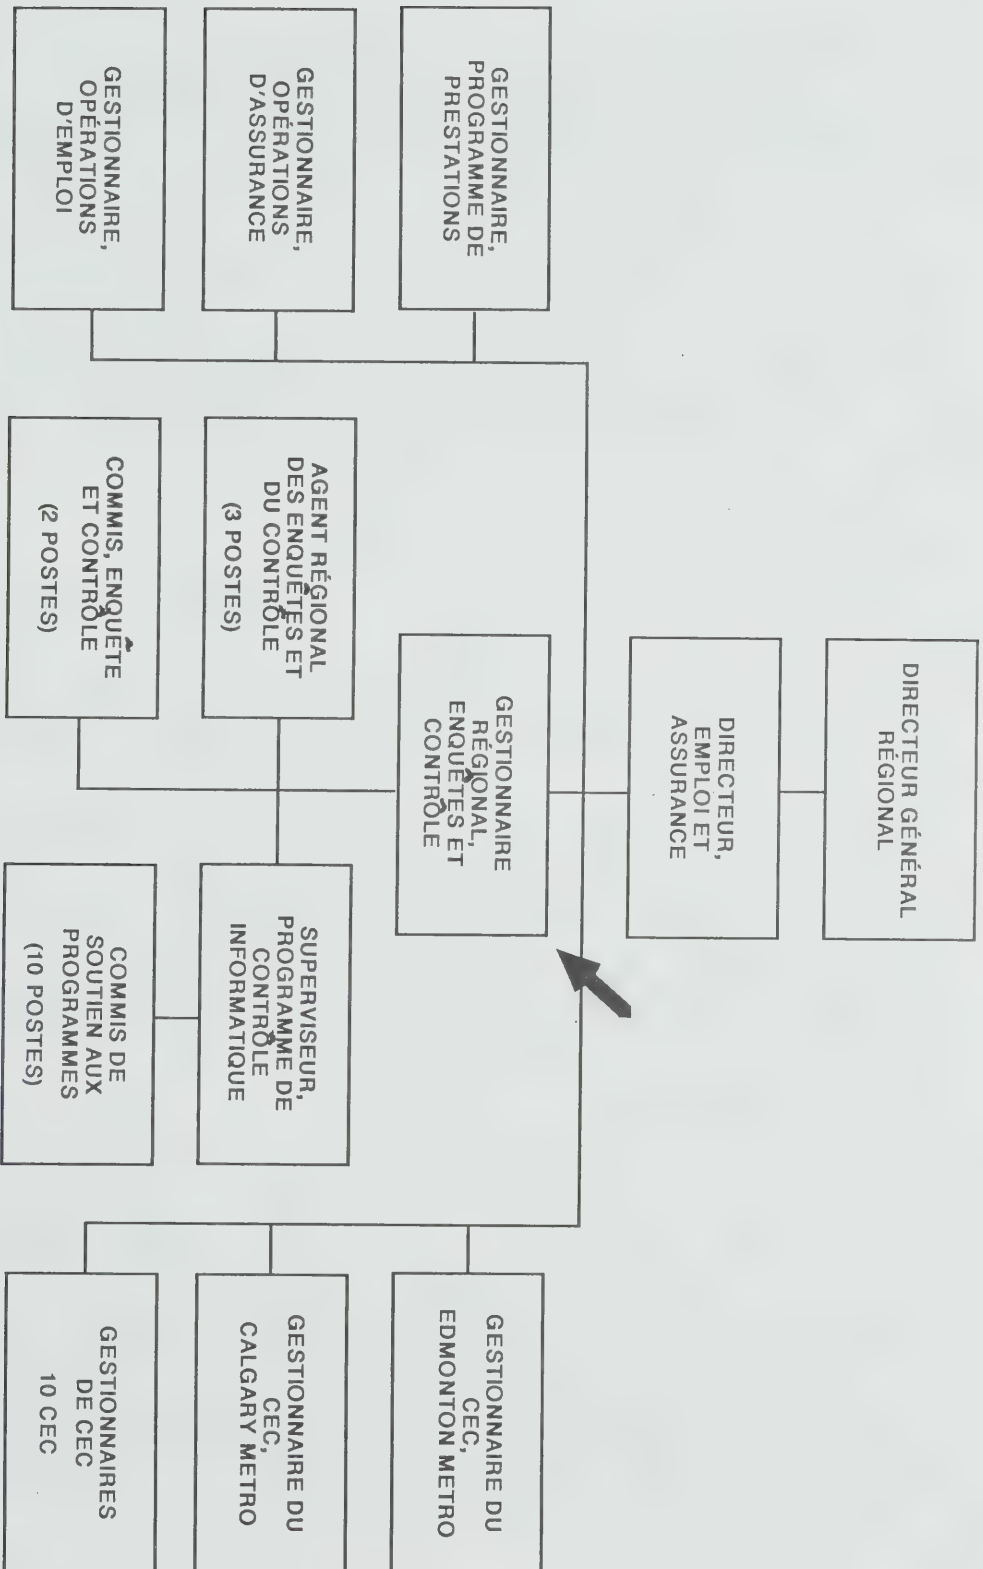 DIRECTEUR GÉNÉRAL
RÉGIONAL
DIRECTEUR,
EMPLOI ET
ASSURANCE
GESTIONNAIRE,
PROGRAMME DE
PRESTATIONS
GESTIONNAIRE
RÉGIONAL,
ENQUÊTES ET
CONTRÔLE
GESTIONNAIRE DU
CEC,
EDMONTON METRO
GESTIONNAIRE,
OPÉRATIONS
D'ASSURANCE
AGENT RÉGIONAL
DES ENQUÊTES ET
DU CONTRÔLE
(3 POSTES)
SUPERVISEUR,
PROGRAMME DE
CONTRÔLE
INFORMATIQUE
GESTIONNAIRE DU
CEC,
CALGARY METRO
GESTIONNAIRE,
OPÉRATIONS
D'EMPLOI
COMMIS, ENQUÊTE
ET CONTRÔLE
(2 POSTES)
COMMIS DE
SOUTIEN AUX
PROGRAMMES
(10 POSTES)
GESTIONNAIRES
DE CEC
10 CEC